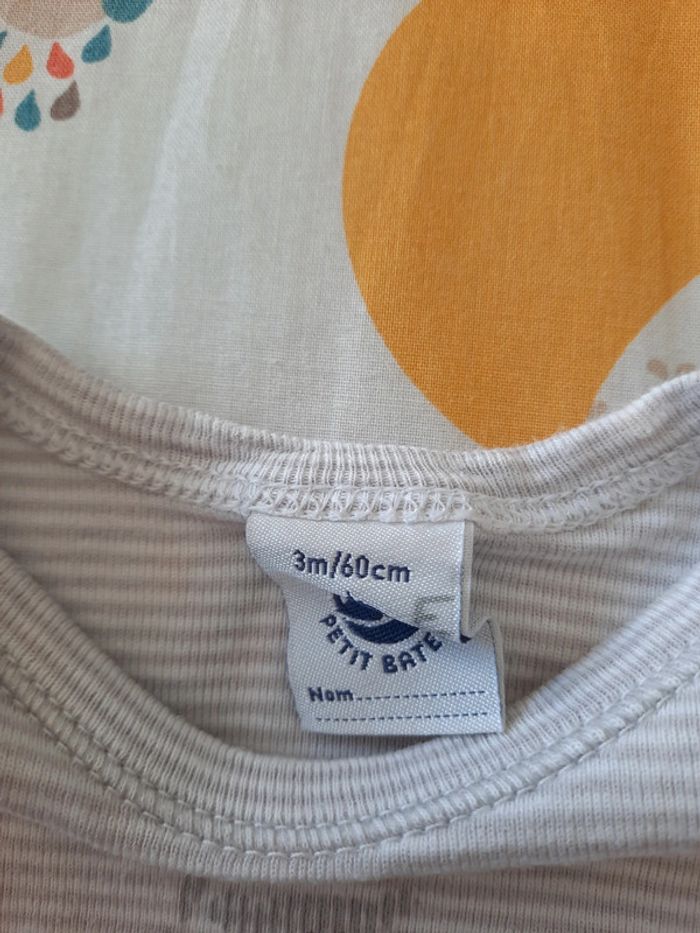 3m/60cm
F
PETIT BATE
Nom